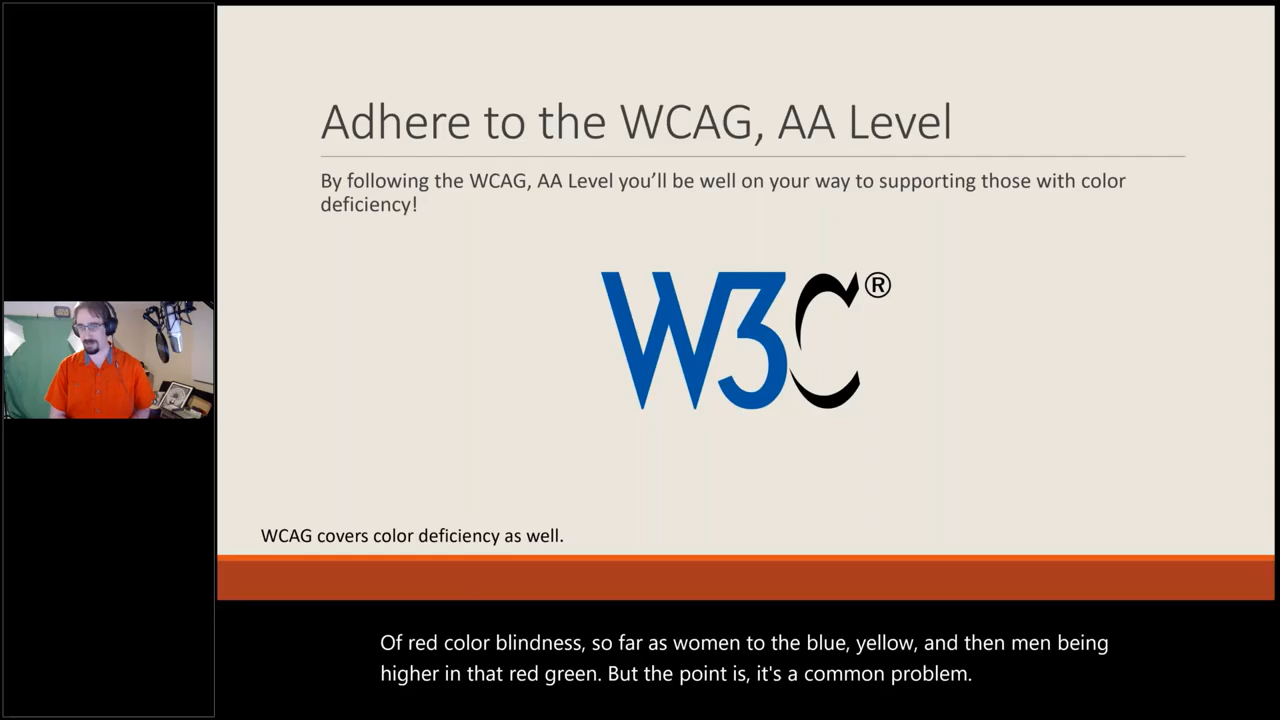 Adhere to the WCAG, AA Level
By following the WCAG, AA Level you’ll be well on your way to supporting those with color
deficiency!
W3C®
WCAG covers color deficiency as well.
Of red color blindness, so far as women to the blue, yellow, and then men being
higher in that red green. But the point is, it's a common problem.